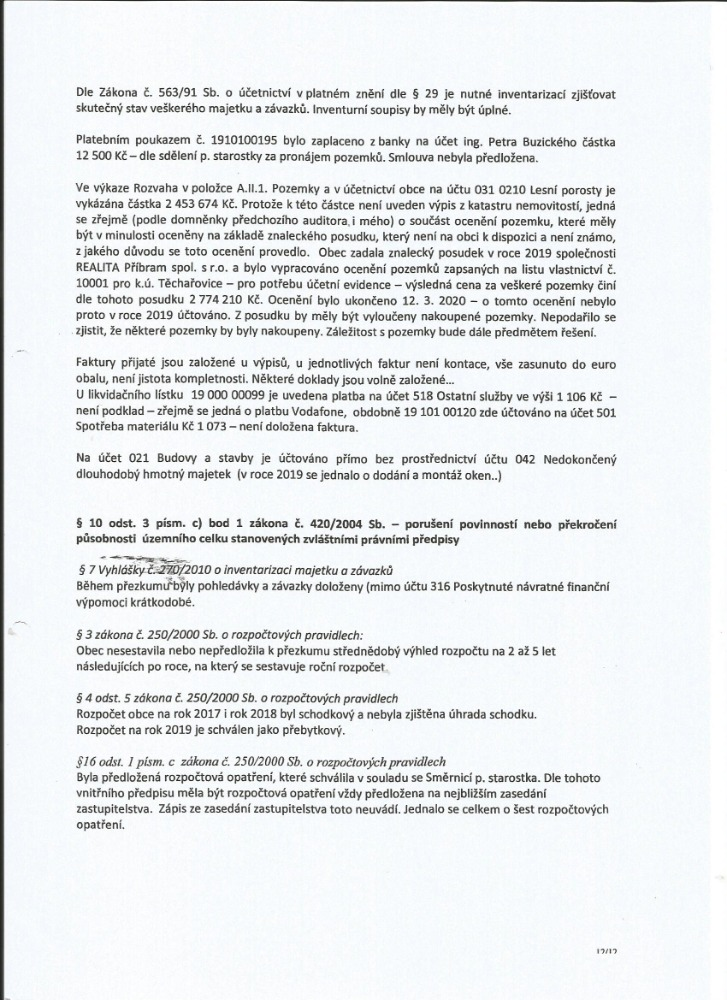 Dle Zákona č. 563/91 Sb. o účetnictví v platném znění dle § 29 je nutné inventarizací zjišťovat
skutečný stav veškerého majetku a závazků. Inventurní soupisy by měly být úplné.
Platebním poukazem č. 1910100195 bylo zaplaceno z banky na účet ing. Petra Buzického částka
12 500 Kč – dle sdělení p. starostky za pronájem pozemků. Smlouva nebyla předložena.
Ve výkaze Rozvaha v položce A.II.1. Pozemky a v účetnictví obce na účtu 031 0210 Lesní porosty je
vykázána částka 2 453 674 Kč. Protože k této částce není uveden výpis z katastru nemovitostí, jedná
se zřejmě (podle domněnky předchozího auditora, i mého) o součást ocenění pozemku, které měly
být v minulosti oceněny na základě znaleckého posudku, který není na obci k dispozici a není známo,
z jakého důvodu se toto ocenění provedlo. Obec zadala znalecký posudek v roce 2019 společnosti
REALITA Příbram spol. s r.o. a bylo vypracováno ocenění pozemků zapsaných na listu vlastnictví č.
10001 pro k.ú. Těchařovice – pro potřebu účetní evidence – výsledná cena za veškeré pozemky činí
dle tohoto posudku 2 774 210 Kč. Ocenění bylo ukončeno 12. 3. 2020 – o tomto ocenění nebylo
proto v roce 2019 účtováno. Z posudku by měly být vyloučeny nakoupené pozemky. Nepodařilo se
zjistit, že některé pozemky by byly nakoupeny. Záležitost s pozemky bude dále předmětem řešení.
Faktury přijaté jsou založené u výpisů, u jednotlivých faktur není kontace, vše zasunuto do euro
obalu, není jistota kompletnosti. Některé doklady jsou volně založené...
U likvidačního lístku 19 000 00099 je uvedena platba na účet 518 Ostatní služby ve výši 1 106 Kč –
není podklad – zřejmě se jedná o platbu Vodafone, obdobně 19 101 00120 zde účtováno na účet 501
Spotřeba materiálu Kč 1 073 – není doložena faktura.
Na účet 021 Budovy a stavby je účtováno přímo bez prostřednictví účtu 042 Nedokončený
dlouhodobý hmotný majetek (v roce 2019 se jednalo o dodání a montáž oken..)
§ 10 odst. 3 písm. c) bod 1 zákona č. 420/2004 Sb. – porušení povinností nebo překročení
působnosti územního celku stanovených zvláštními právními předpisy
§ 7 Vyhlášky č. 270/2010 o inventarizaci majetku a závazků
Během přezkumu byly pohledávky a závazky doloženy (mimo účtu 316 Poskytnuté návratné finanční
výpomoci krátkodobé.
§ 3 zákona č. 250/2000 Sb. o rozpočtových pravidlech:
Obec nesestavila nebo nepředložila k přezkumu střednědobý výhled rozpočtu na 2 až 5 let
následujících po roce, na který se sestavuje roční rozpočet.
§ 4 odst. 5 zákona č. 250/2000 Sb. o rozpočtových pravidlech
Rozpočet obce na rok 2017 i rok 2018 byl schodkový a nebyla zjištěna úhrada schodku.
Rozpočet na rok 2019 je schválen jako přebytkový.
§16 odst. 1 písm. c zákona č. 250/2000 Sb. o rozpočtových pravidlech
Byla předložená rozpočtová opatření, které schválila v souladu se Směrnicí p. starostka. Dle tohoto
vnitřního předpisu měla být rozpočtová opatření vždy předložena na nejbližším zasedání
zastupitelstva. Zápis ze zasedání zastupitelstva toto neuvádí. Jednalo se celkem o šest rozpočtových
opatření.
12/12